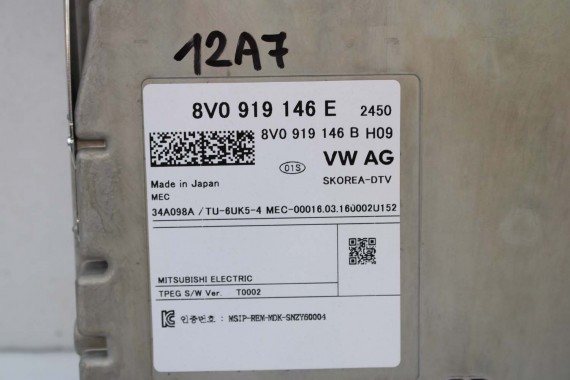 12A7
8V0 919 146 E 2450
8V0 919 146 B H09
01S
VW AG
Made in Japan
SKOREA-DTV
MEC
34A098A / TU-6UK5-4 MEC-00016.03.160002U152
MITSUBISHI ELECTRIC
TPEG S/W Ver. T0002
인증번호 : MSIP-REM-MDK-SNZY60004